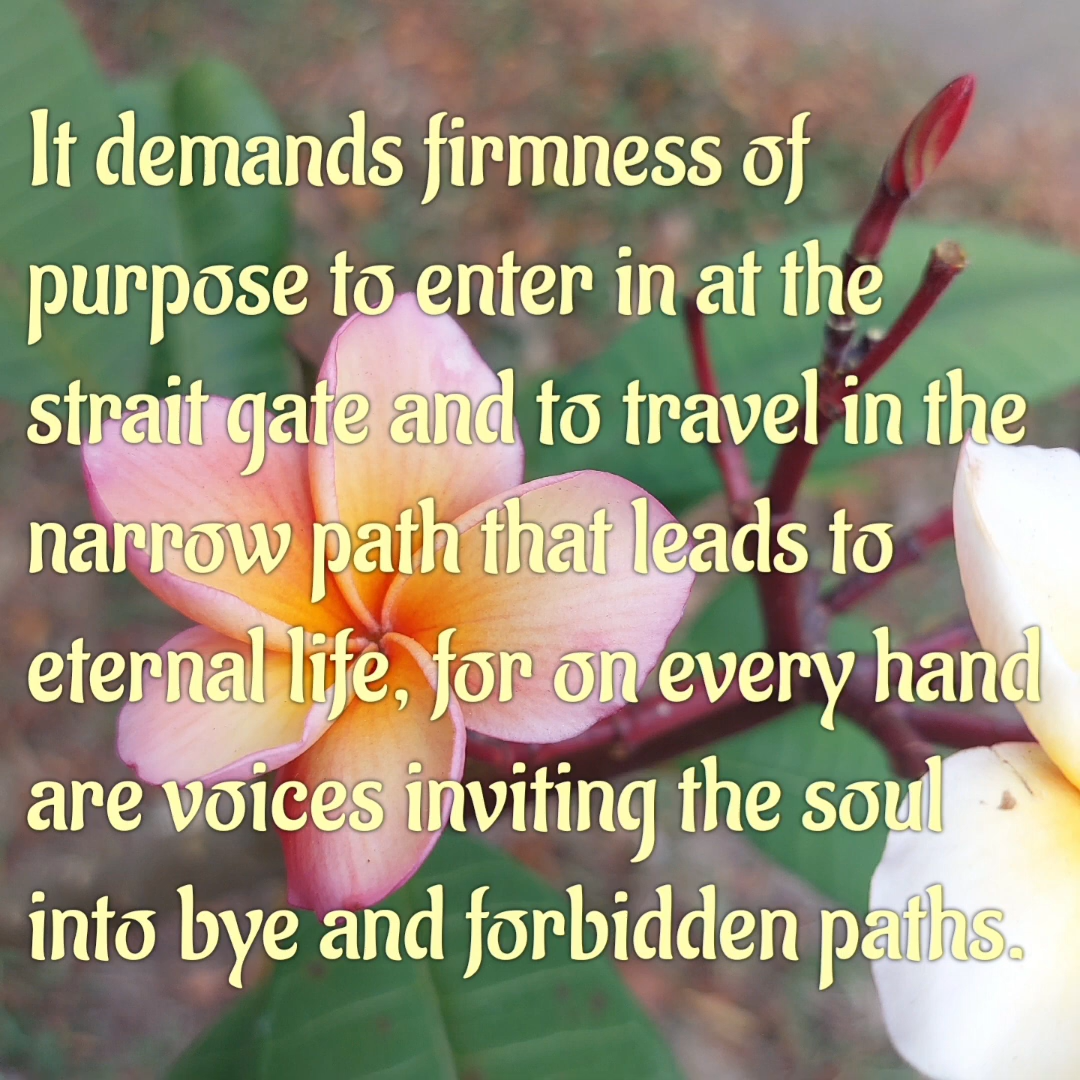 It demands firmness of
purpose to enter in at the
strait gate and to travel in the
narrow path that leads to
eternal life, for on every hand
are voices inviting the soul
into bye and forbidden paths.